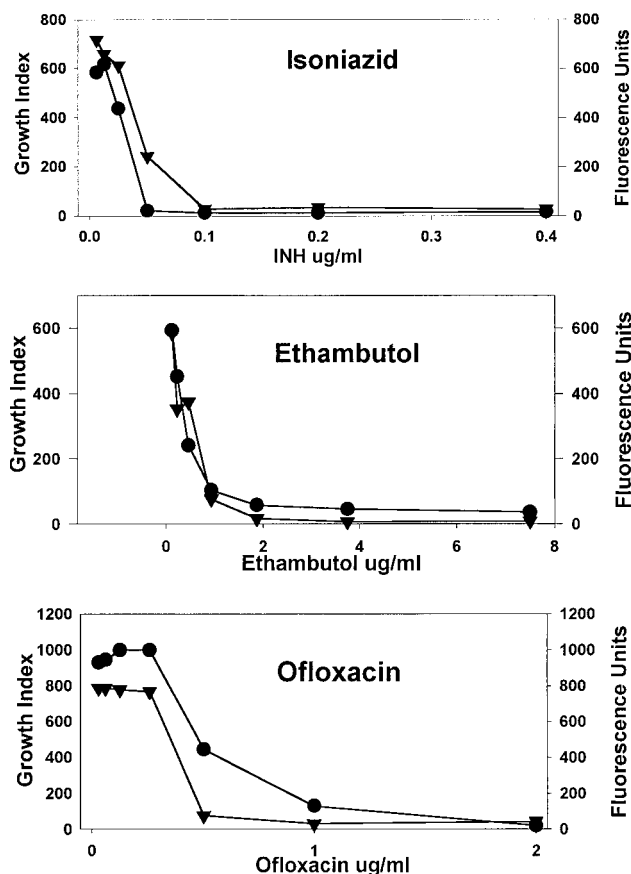 Isoniazid
Growth Index
Fluorescence Units
800 800
600 600
400 400
200 200
0 0
0.0 0.1 0.2 0.3 0.4
INH ug/ml
Ethambutol
Growth Index
Fluorescence Units
600 600
400 400
200 200
0 0
0 2 4 6 8
Ethambutol ug/ml
Ofloxacin
Growth Index
Fluorescence Units
1200 1200
1000 1000
800 800
600 600
400 400
200 200
0 0
0 1 2
Ofloxacin ug/ml